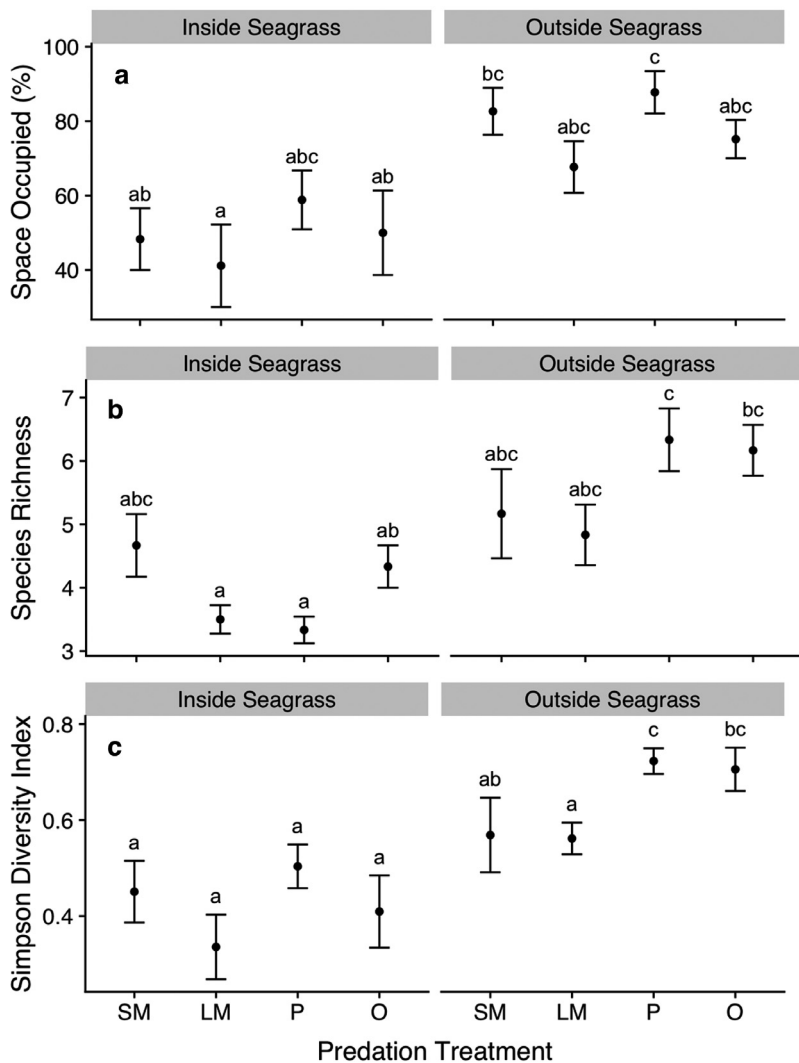 Inside Seagrass Outside Seagrass
a
Space Occupied (%)
100
80
60
40
ab a abc ab bc abc c abc
Inside Seagrass Outside Seagrass
b
Species Richness
7
6
5
4
3
abc a a ab abc abc c bc
Inside Seagrass Outside Seagrass
c
Simpson Diversity Index
0.8
0.6
0.4
a a a a ab a c bc
SM LM P O SM LM P O
Predation Treatment